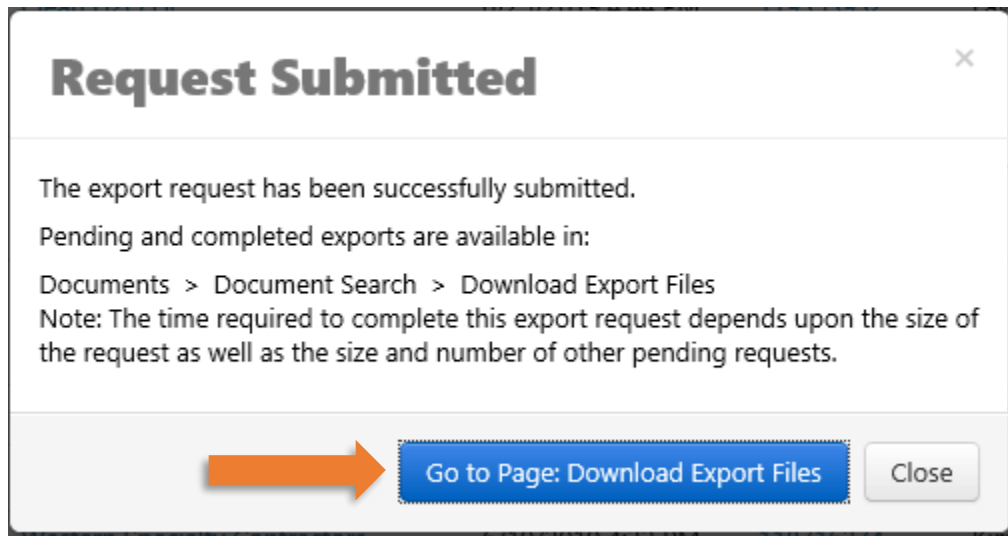 Request Submitted
×
The export request has been successfully submitted.
Pending and completed exports are available in:
Documents > Document Search > Download Export Files
Note: The time required to complete this export request depends upon the size of
the request as well as the size and number of other pending requests.
Go to Page: Download Export Files
Close